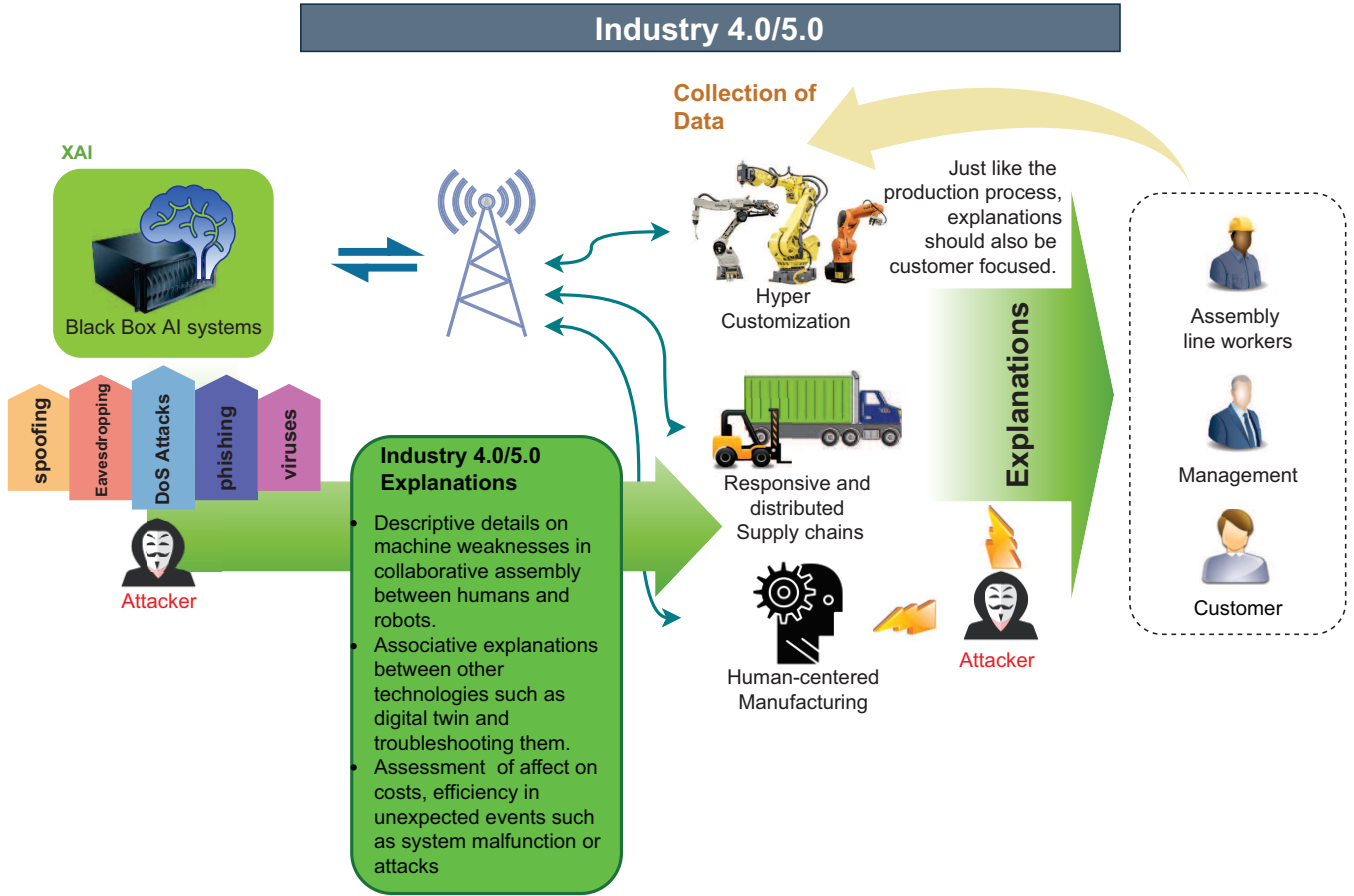 Industry 4.0/5.0
Collection of
Data
XAI
Black Box AI systems
Just like the
production process,
explanations
should also be
customer focused.
Hyper
Customization
Assembly
line workers
Management
Customer
Explanations
spoofing
Eavesdropping
DoS Attacks
phishing
viruses
Attacker
Industry 4.0/5.0
Explanations
• Descriptive details on
machine weaknesses in
collaborative assembly
between humans and
robots.
• Associative explanations
between other
technologies such as
digital twin and
troubleshooting them.
• Assessment of affect on
costs, efficiency in
unexpected events such
as system malfunction or
attacks
Responsive and
distributed
Supply chains
Human-centered
Manufacturing
Attacker